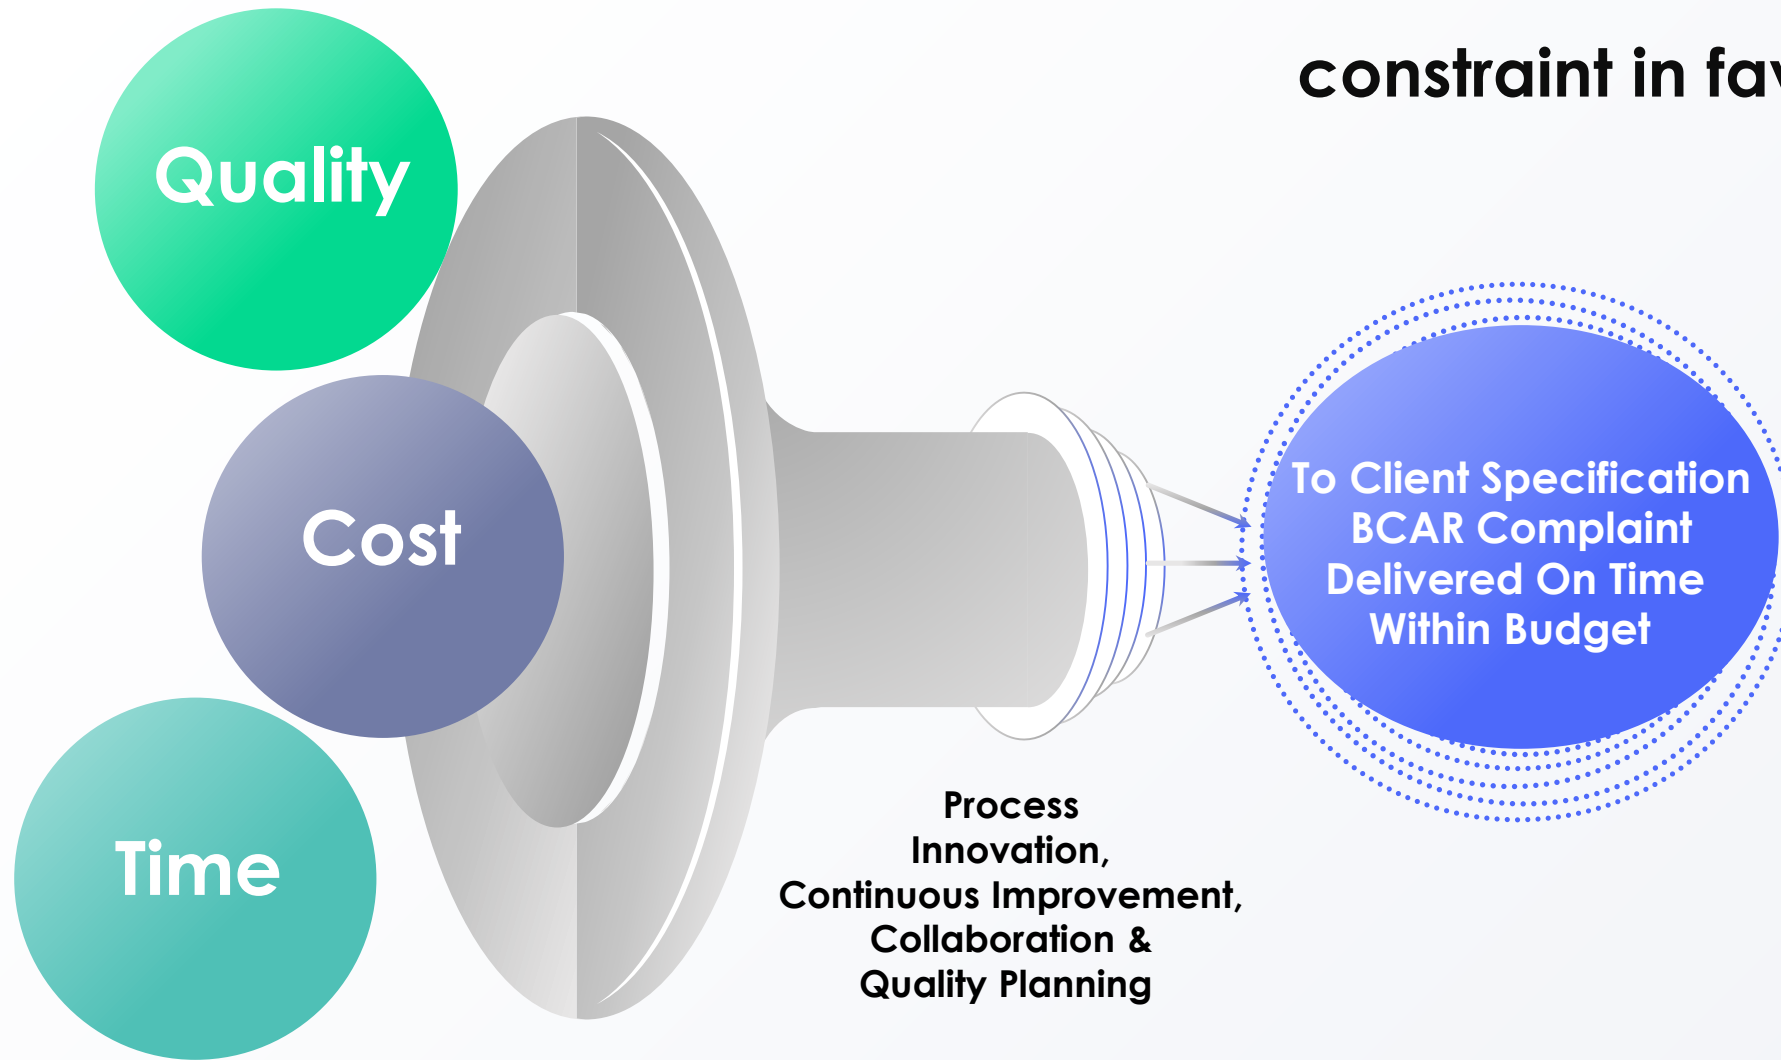 constraint in
Quality
Cost
Time
To Client Specification
BCAR Complaint
Delivered On Time
Within Budget
Process
Innovation,
Continuous Improvement,
Collaboration &
Quality Planning